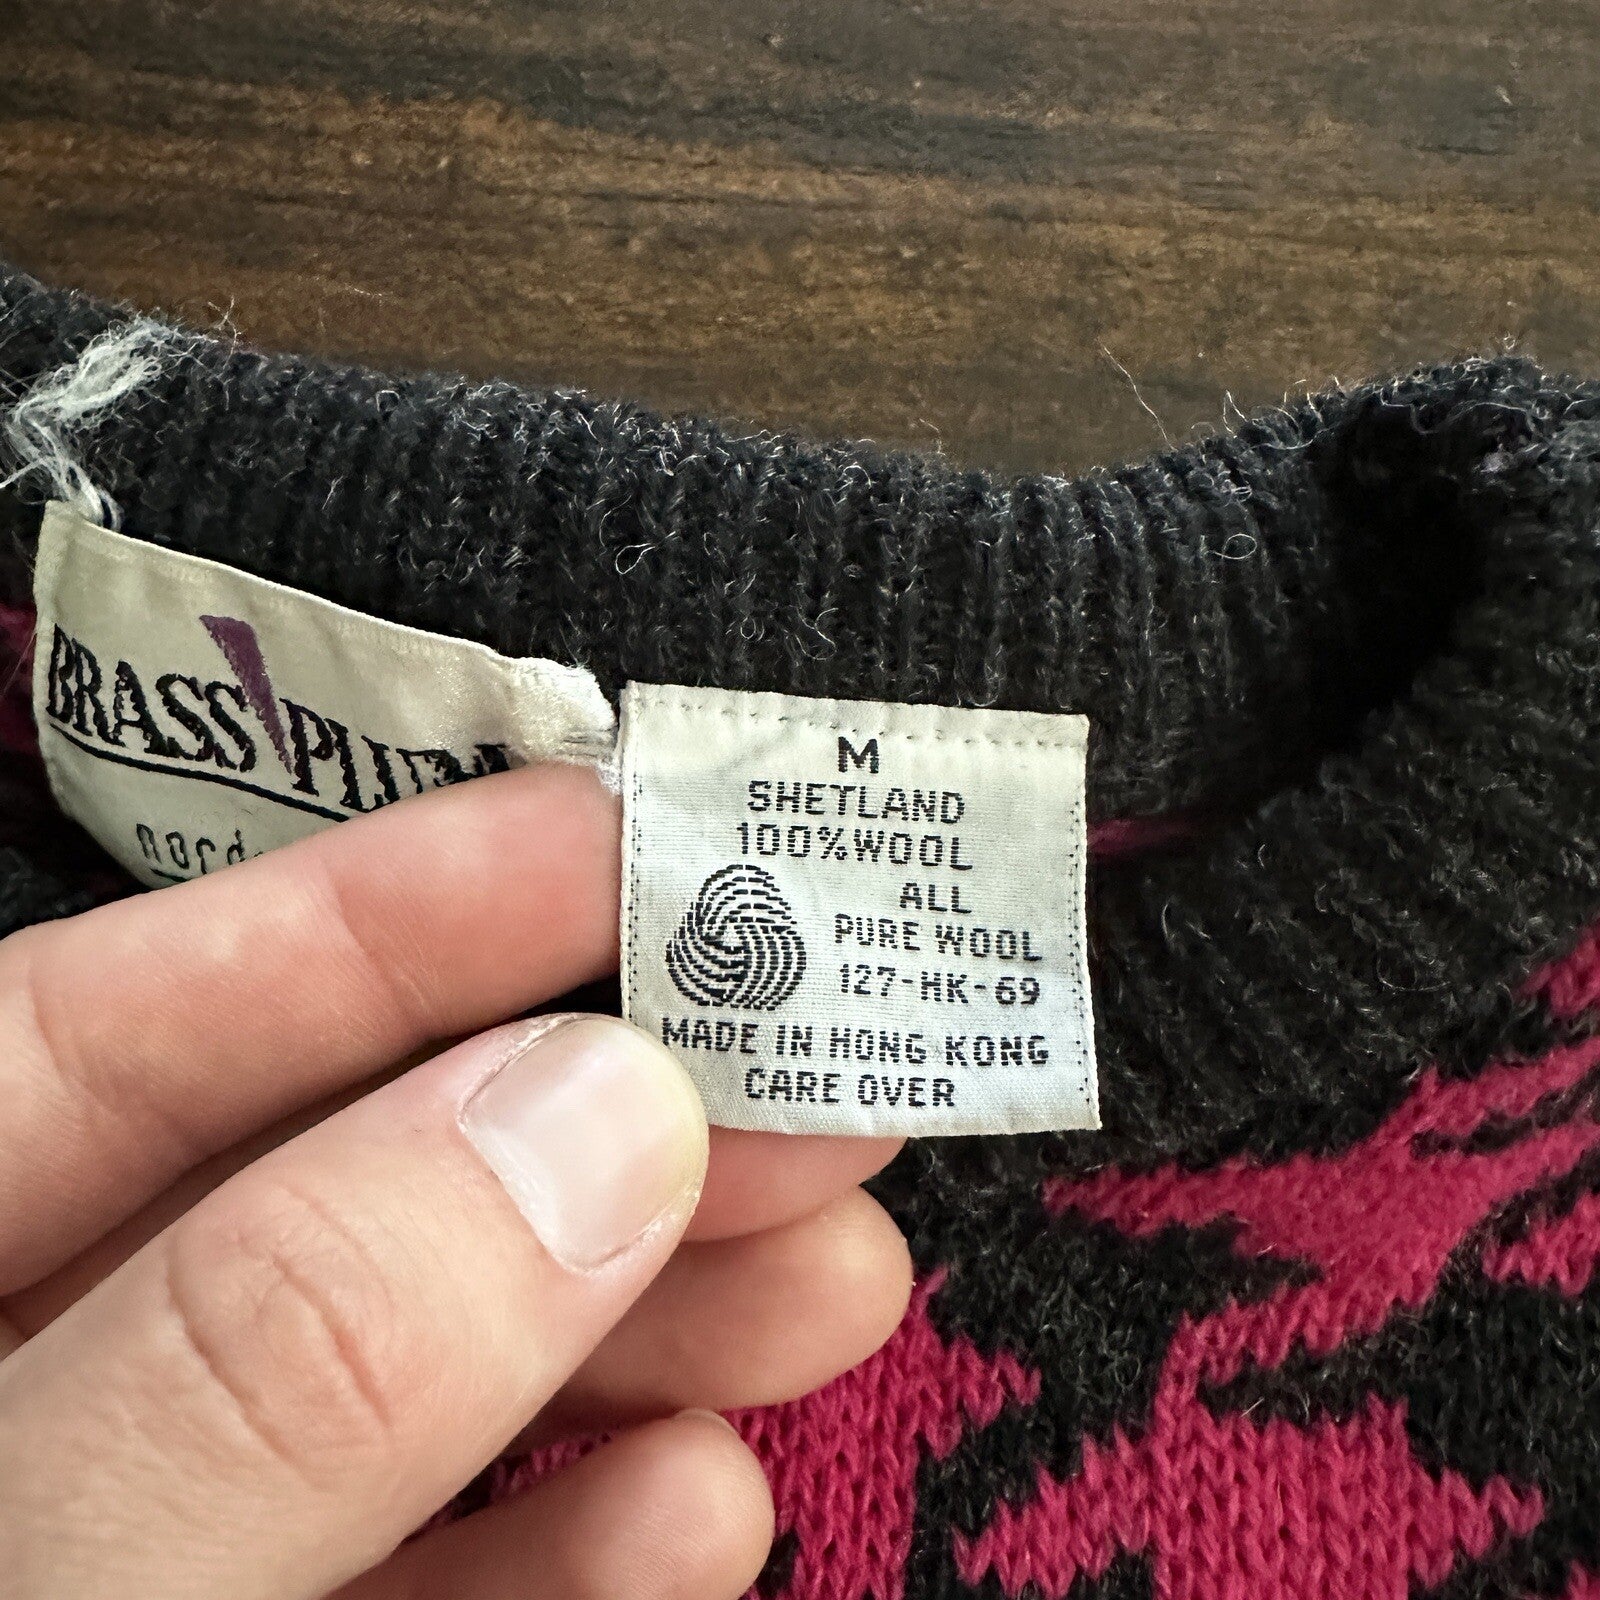 BRASS PLUM
M
SHETLAND
100%WOOL
ALL
PURE WOOL
127-HK-69
MADE IN HONG KONG
CARE OVER